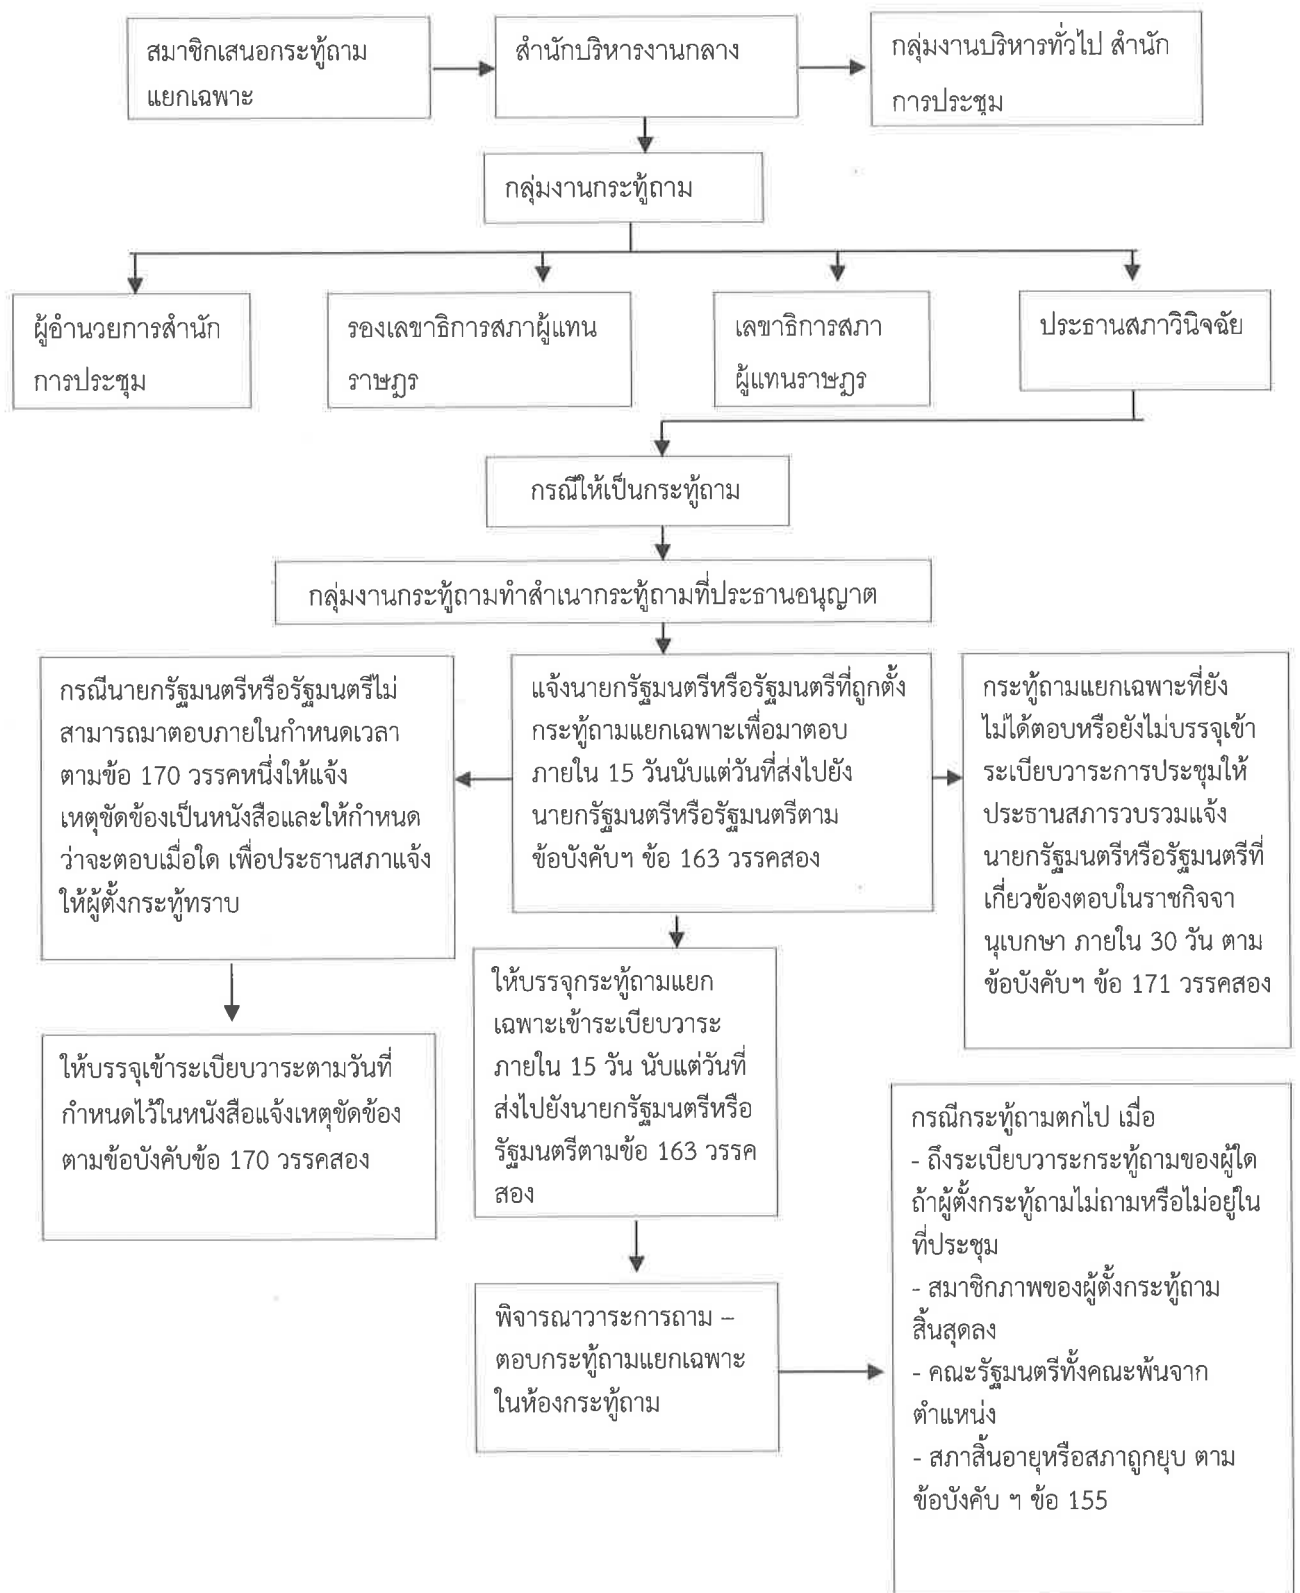 สมาชิกเสนอกระทู้ถาม
แยกเฉพาะ
สำนักบริหารงานกลาง
กลุ่มงานบริหารทั่วไป สำนัก
การประชุม
กลุ่มงานกระทู้ถาม
ผู้อำนวยการสำนัก
การประชุม
รองเลขาธิการสภาผู้แทน
ราษฎร
เลขาธิการสภา
ผู้แทนราษฎร
ประธานสภาวินิจฉัย
กรณีให้เป็นกระทู้ถาม
กลุ่มงานกระทู้ถามทำสำเนากระทู้ถามที่ประธานอนุญาต
กรณีนายกรัฐมนตรีหรือรัฐมนตรีไม่
สามารถมาตอบภายในกำหนดเวลา
ตามข้อ 170 วรรคหนึ่งให้แจ้ง
เหตุขัดข้องเป็นหนังสือและให้กำหนด
ว่าจะตอบเมื่อใด เพื่อประธานสภาแจ้ง
ให้ผู้ตั้งกระทู้ทราบ
แจ้งนายกรัฐมนตรีหรือรัฐมนตรีที่ถูกตั้ง
กระทู้ถามแยกเฉพาะเพื่อมาตอบ
ภายใน 15 วันนับแต่วันที่ส่งไปยัง
นายกรัฐมนตรีหรือรัฐมนตรีตาม
ข้อบังคับฯ ข้อ 163 วรรคสอง
กระทู้ถามแยกเฉพาะที่ยัง
ไม่ได้ตอบหรือยังไม่บรรจุเข้า
ระเบียบวาระการประชุมให้
ประธานสภารวบรวมแจ้ง
นายกรัฐมนตรีหรือรัฐมนตรีที่
เกี่ยวข้องตอบในราชกิจจา
นุเบกษา ภายใน 30 วัน ตาม
ข้อบังคับฯ ข้อ 171 วรรคสอง
ให้บรรจุเข้าระเบียบวาระตามวันที่
กำหนดไว้ในหนังสือแจ้งเหตุขัดข้อง
ตามข้อบังคับข้อ 170 วรรคสอง
ให้บรรจุกระทู้ถามแยก
เฉพาะเข้าระเบียบวาระ
ภายใน 15 วัน นับแต่วันที่
ส่งไปยังนายกรัฐมนตรีหรือ
รัฐมนตรีตามข้อ 163 วรรค
สอง
พิจารณาวาระการถาม –
ตอบกระทู้ถามแยกเฉพาะ
ในห้องกระทู้ถาม
กรณีกระทู้ถามตกไป เมื่อ
- ถึงระเบียบวาระกระทู้ถามของผู้ใด
ถ้าผู้ตั้งกระทู้ถามไม่ถามหรือไม่อยู่ใน
ที่ประชุม
- สมาชิกภาพของผู้ตั้งกระทู้ถาม
สิ้นสุดลง
- คณะรัฐมนตรีทั้งคณะพ้นจาก
ตำแหน่ง
- สภาสิ้นอายุหรือสภาถูกยุบ ตาม
ข้อบังคับ ฯ ข้อ 155